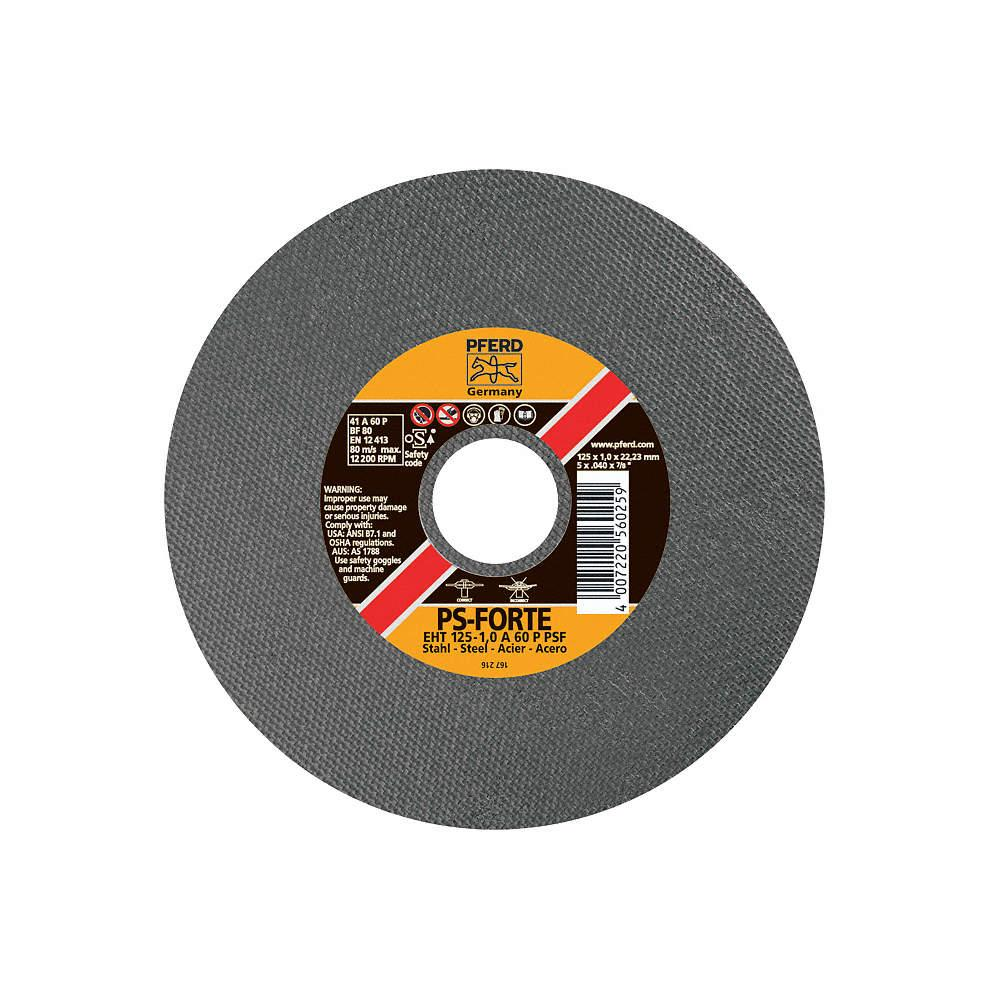 PFERD
Germany
41 A 60 P
BF 80
EN 12 413
80 m/s max.
12 200 RPM
S
Safety
code
www.pferd.com
125 x 1,0 x 22,23 mm
5 x .040 x 7/8 "
WARNING:
Improper use may
cause property damage
or serious injuries.
Comply with:
USA: ANSI B7.1 and
OSHA regulations.
AUS: AS 1788
Use safety goggles
and machine
guards.
4 007220 560259
CORRECT
INCORRECT
PS-FORTE
EHT 125-1,0 A 60 P PSF
Stahl - Steel - Acier - Acero
167 216